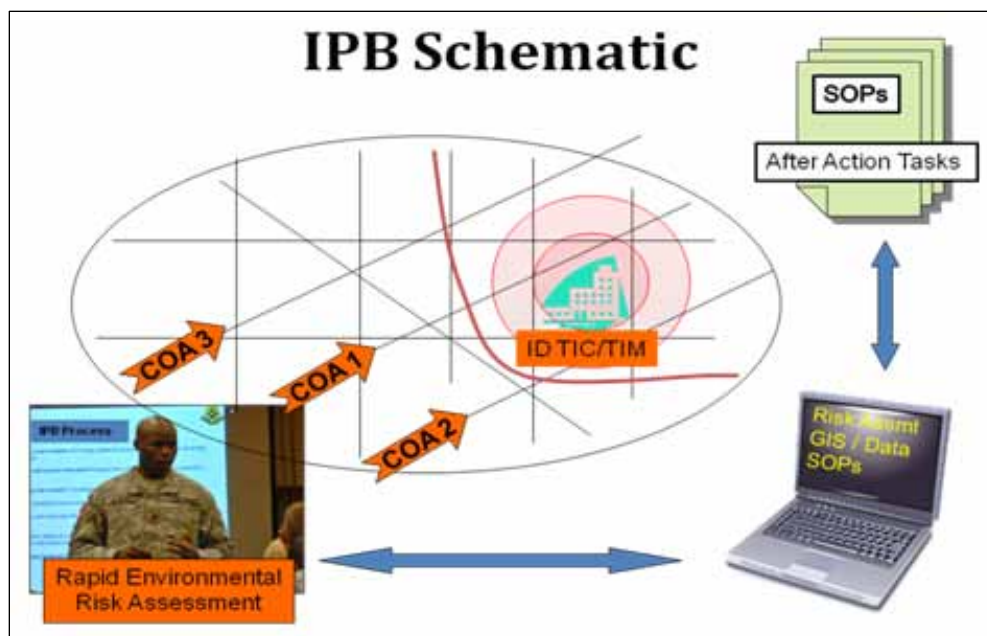 IPB Schematic
SOPs
After Action Tasks
ID TIC/TIM
COA 3
COA 1
COA 2
IPB Process
Risk Assmt
GIS / Data
SOPs
Rapid Environmental
Risk Assessment